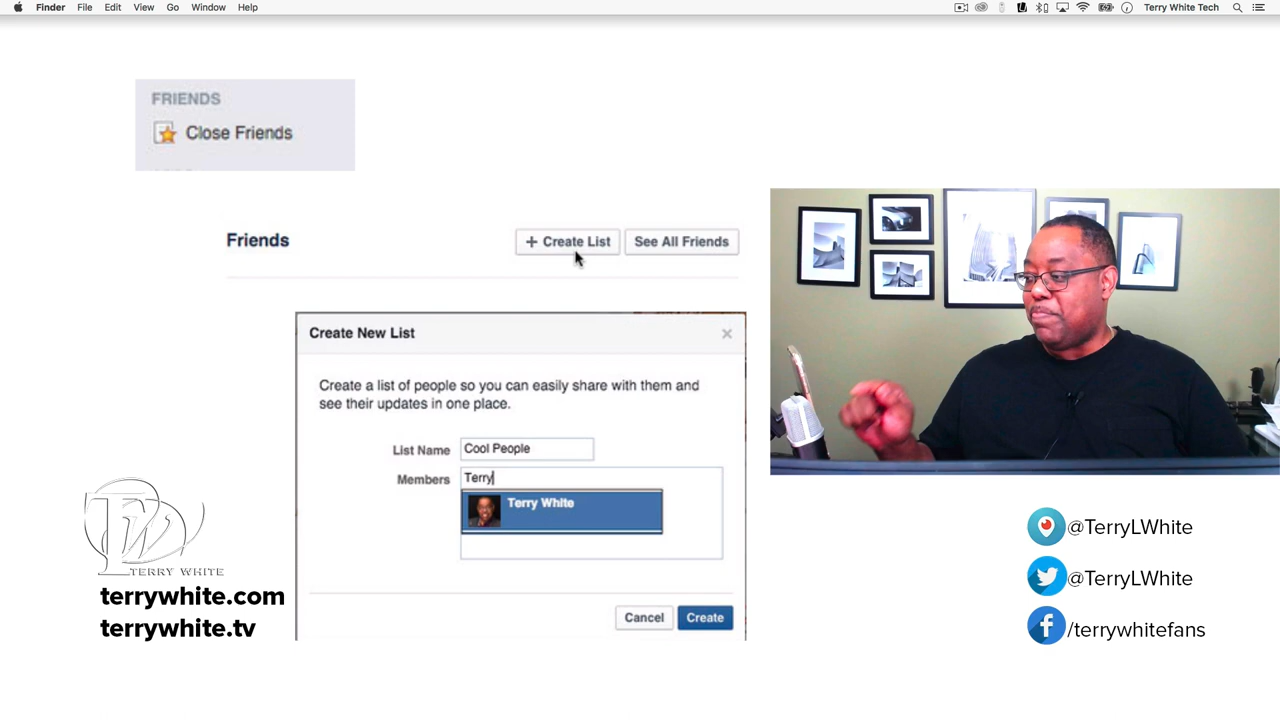 Finder File Edit View Go Window Help Terry White Tech
FRIENDS
Close Friends
Friends + Create List See All Friends
Create New List ×
Create a list of people so you can easily share with them and
see their updates in one place.
List Name Cool People
Members Terry
Terry White
Cancel Create
TERRY WHITE
terrywhite.com
terrywhite.tv
@TerryLWhite
@TerryLWhite
/terrywhitefans